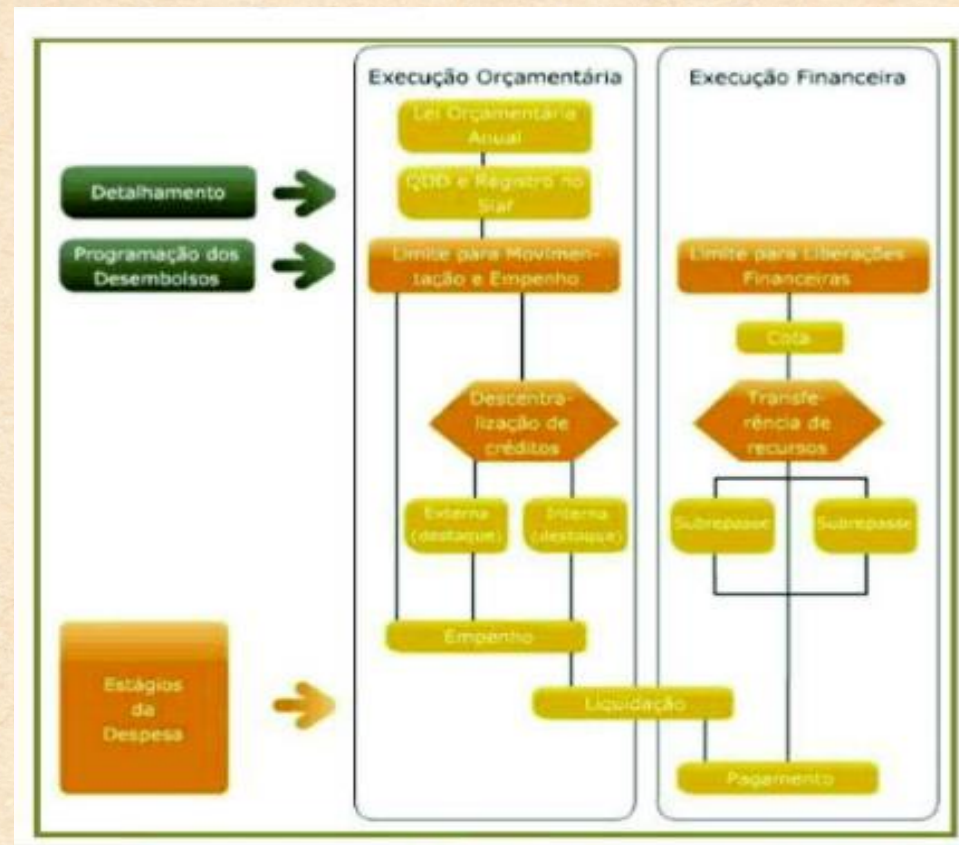 Execução Orçamentária
Execução Financeira
Lei Orçamentária
Anual
Detalhamento
QDD e Registro no
Siaf
Programação dos
Desembolsos
Limite para Movimen-
tação e Empenho
Limite para Liberações
Financeiras
Cota
Descentra-
lização de
créditos
Transfe-
rência de
recursos
Externa
(destaque)
Interna
(destaque)
Subrepasse
Subrepasse
Empenho
Estágios
da
Despesa
Liquidação
Pagamento